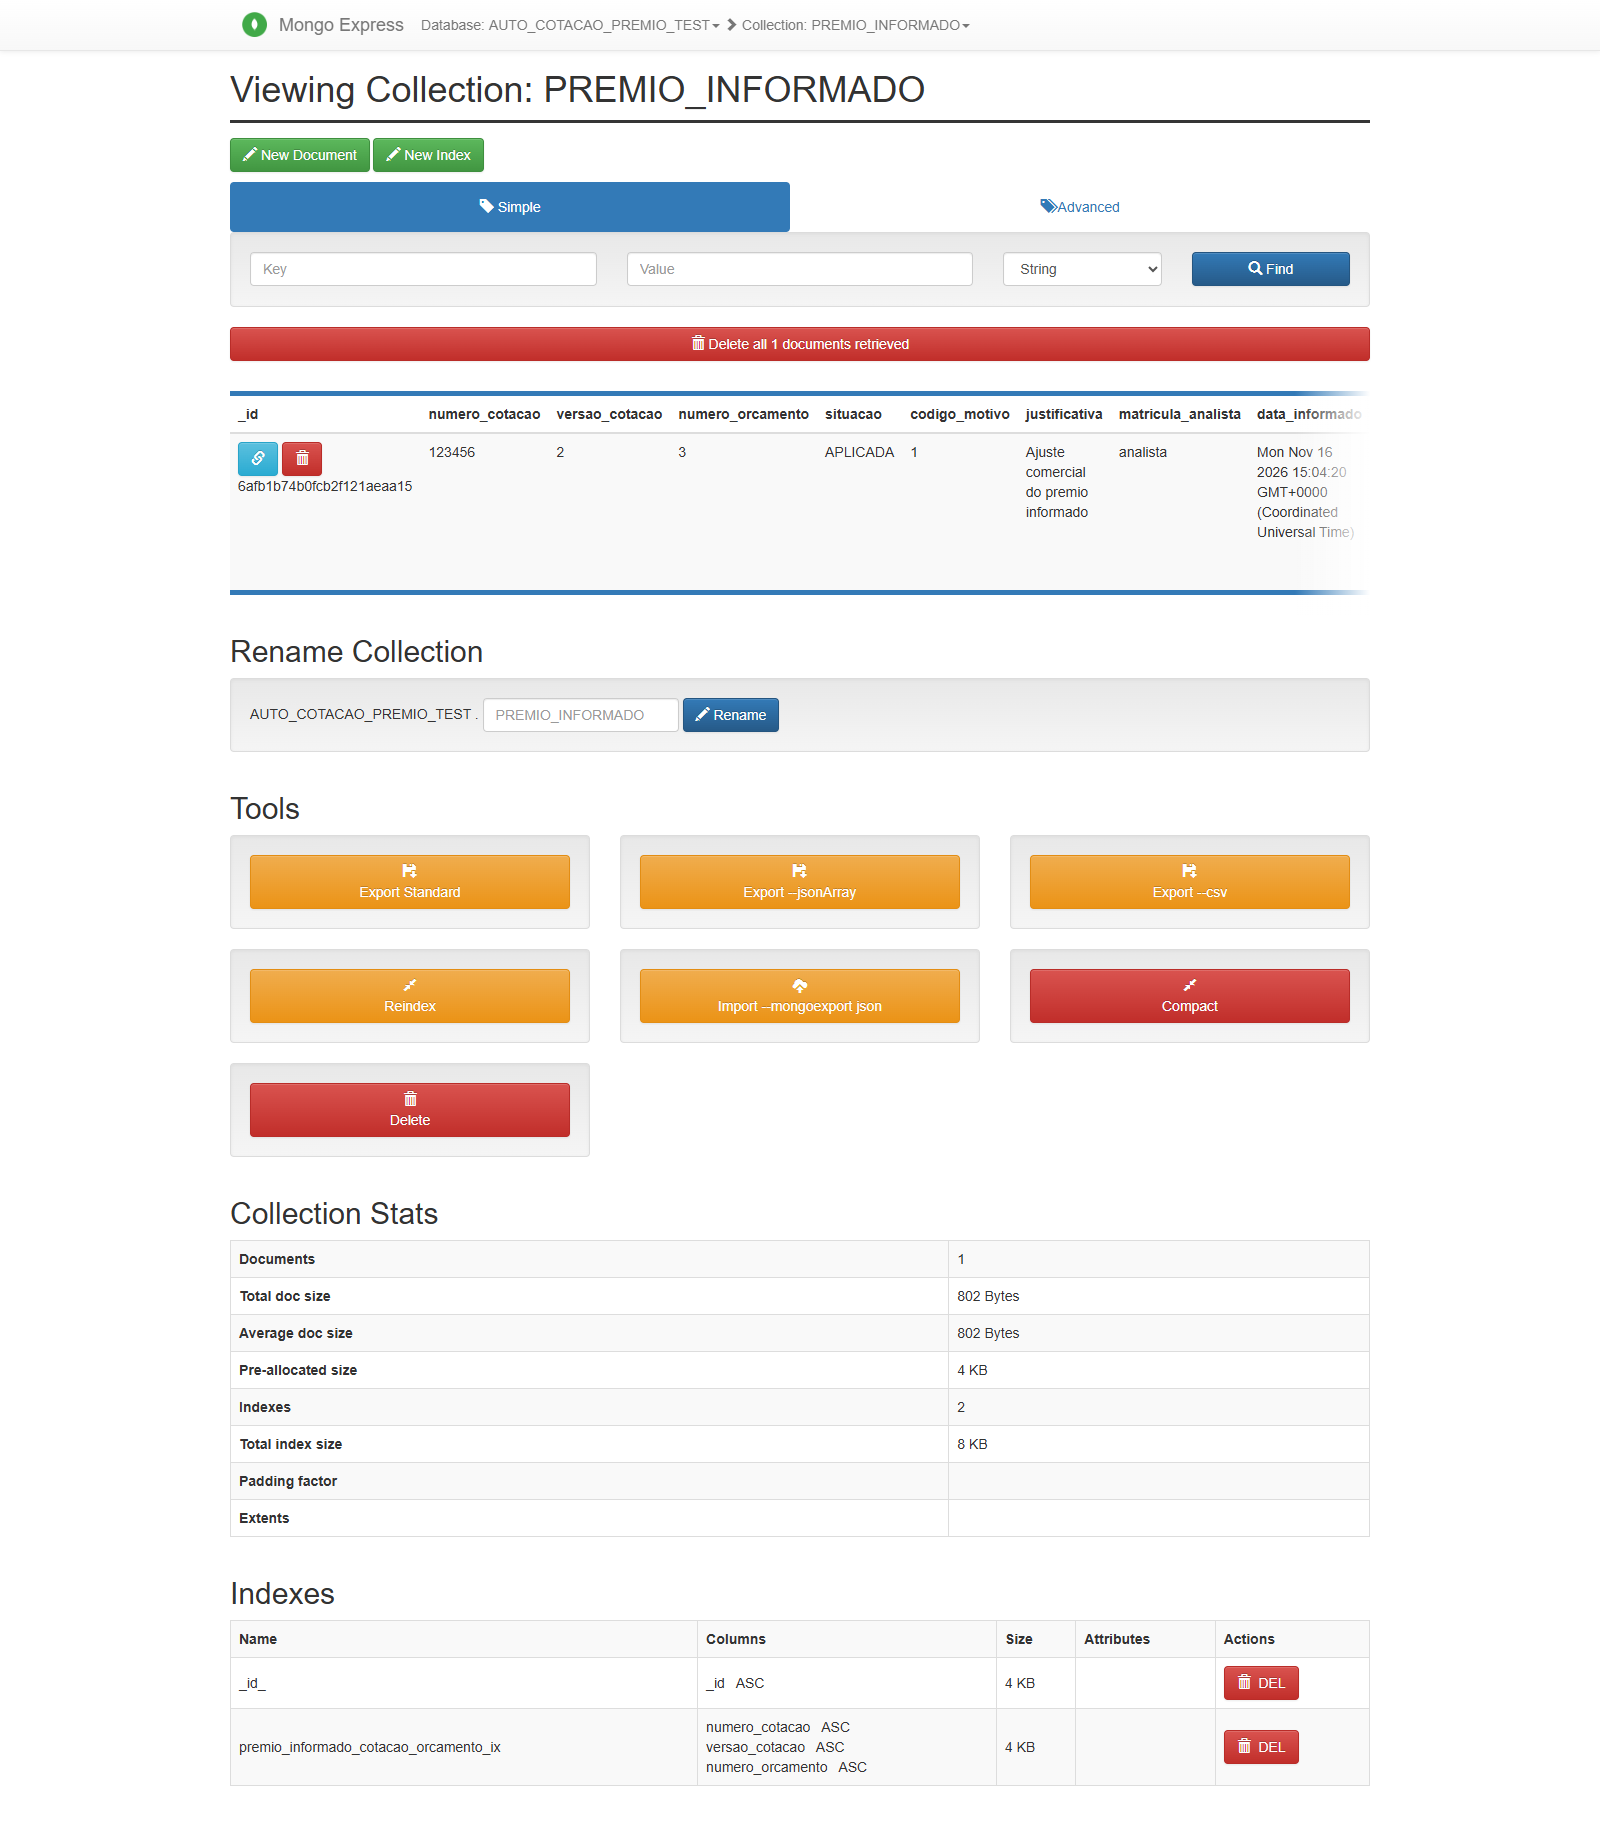 Mongo Express Database: AUTO_COTACAO_PREMIO_TEST Collection: PREMIO_INFORMADO
Viewing Collection: PREMIO_INFORMADO
New Document New Index
Simple Advanced
Key Value String Find
Delete all 1 documents retrieved
_id numero_cotacao versao_cotacao numero_orcamento situacao codigo_motivo justificativa matricula_analista data_informado
123456 2 3 APLICADA 1 Ajuste analista Mon Nov 16
comercial 2026 15:04:20
6afb1b74b0fcb2f121aeaa15 do premio GMT+0000
informado (Coordinated
Universal Time)
Rename Collection
AUTO_COTACAO_PREMIO_TEST . PREMIO_INFORMADO Rename
Tools
Export Standard Export --jsonArray Export --csv
Reindex Import --mongoexport json Compact
Delete
Collection Stats
Documents 1
Total doc size 802 Bytes
Average doc size 802 Bytes
Pre-allocated size 4 KB
Indexes 2
Total index size 8 KB
Padding factor
Extents
Indexes
Name Columns Size Attributes Actions
_id_ _id ASC 4 KB DEL
numero_cotacao ASC
premio_informado_cotacao_orcamento_ix versao_cotacao ASC 4 KB DEL
numero_orcamento ASC